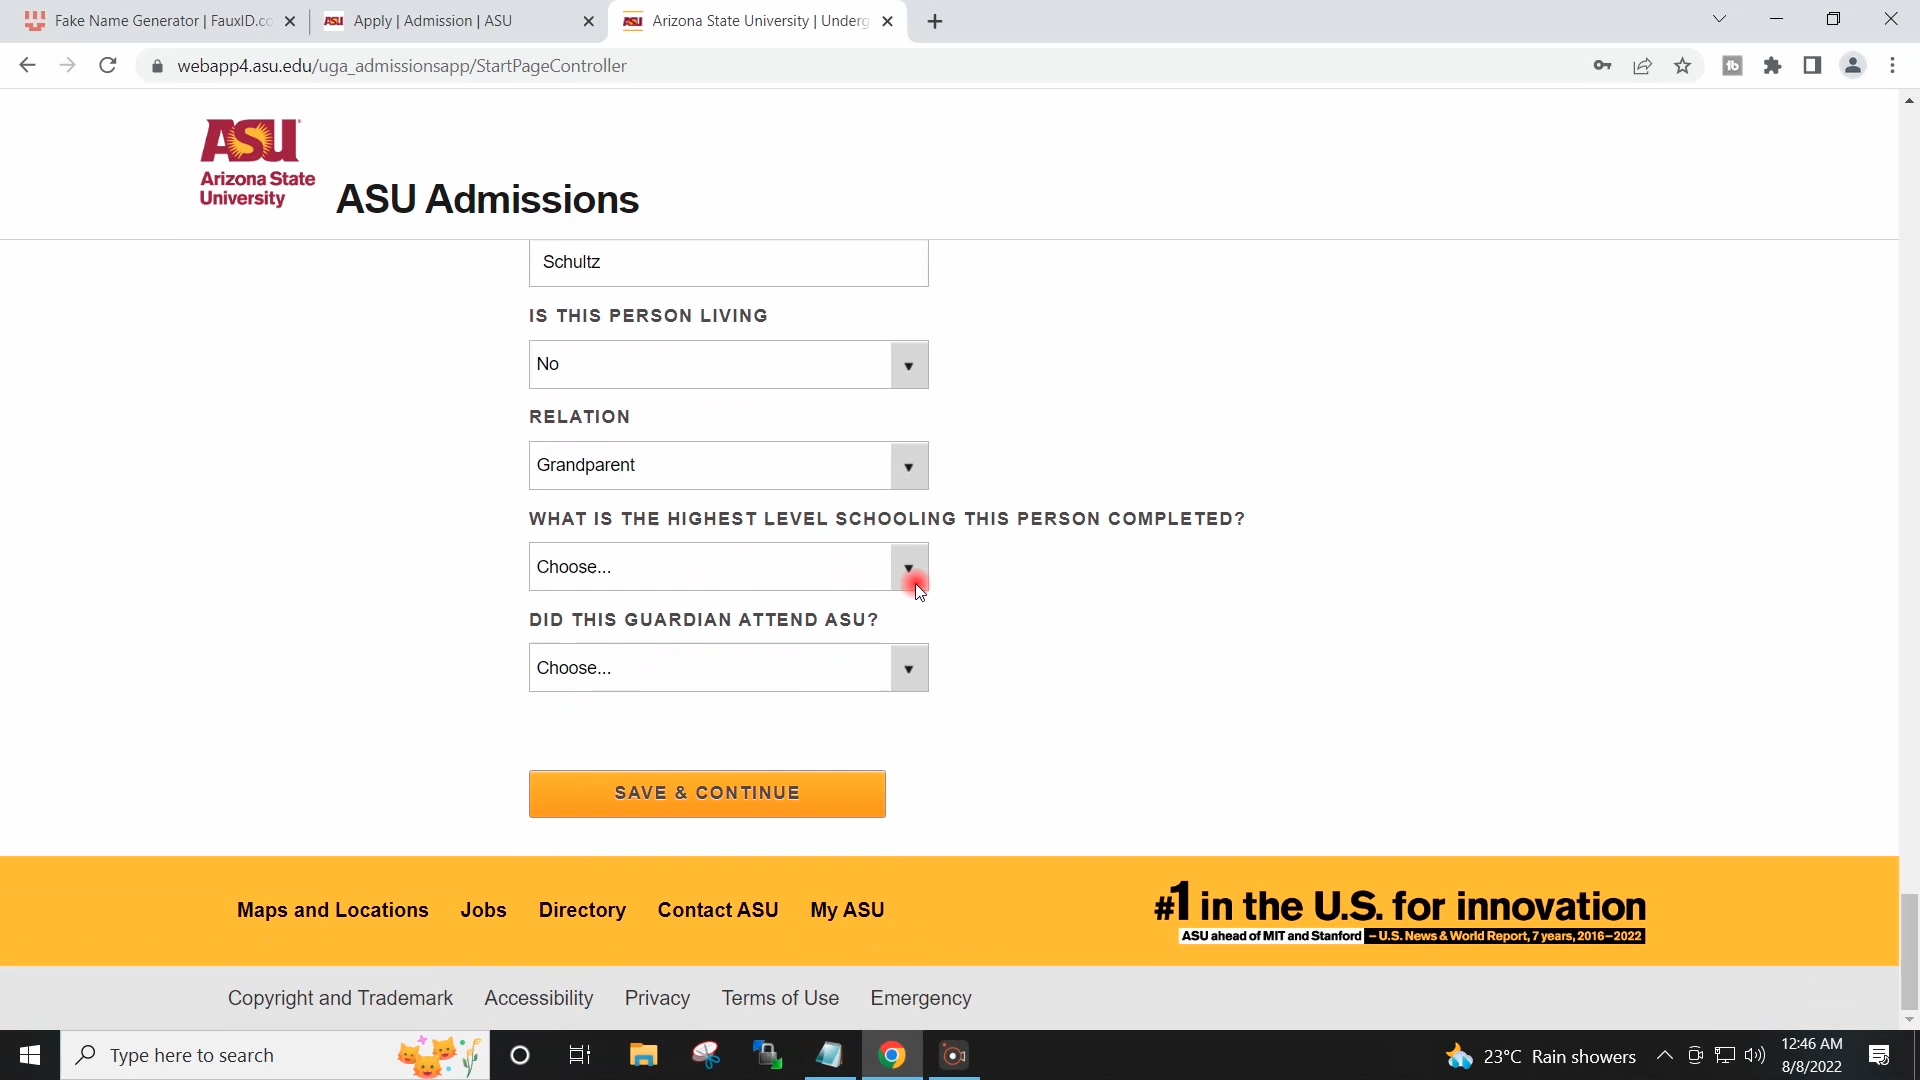 Fake Name Generator | FauxID.co
Apply | Admission | ASU
Arizona State University | Underg
webapp4.asu.edu/uga_admissionsapp/StartPageController
ASU
Arizona State
University
ASU Admissions
Schultz
IS THIS PERSON LIVING
No
RELATION
Grandparent
WHAT IS THE HIGHEST LEVEL SCHOOLING THIS PERSON COMPLETED?
Choose...
DID THIS GUARDIAN ATTEND ASU?
Choose...
SAVE & CONTINUE
Maps and Locations Jobs Directory Contact ASU My ASU
#1 in the U.S. for innovation
ASU ahead of MIT and Stanford – U.S. News & World Report, 7 years, 2016–2022
Copyright and Trademark Accessibility Privacy Terms of Use Emergency
Type here to search
23°C Rain showers
12:46 AM
8/8/2022